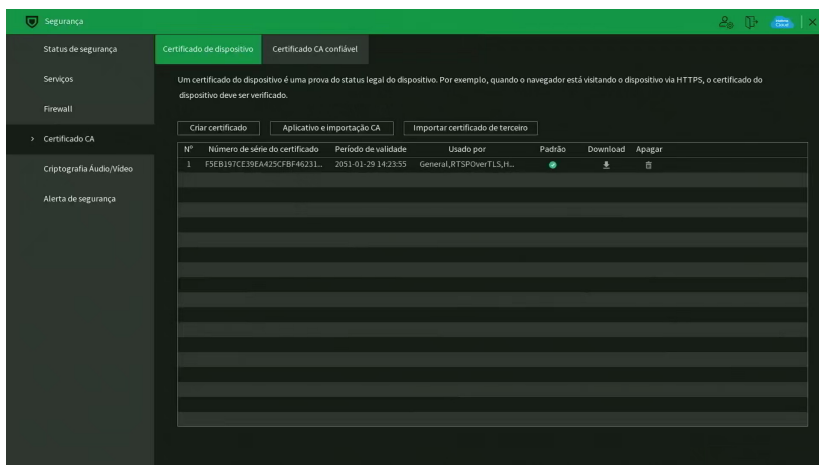 Segurança
Status de segurança
Serviços
Firewall
> Certificado CA
Criptografia Áudio/Vídeo
Alerta de segurança
Certificado de dispositivo Certificado CA confiável
Um certificado do dispositivo é uma prova do status legal do dispositivo. Por exemplo, quando o navegador está visitando o dispositivo via HTTPS, o certificado do
dispositivo deve ser verificado.
Criar certificado Aplicativo e importação CA Importar certificado de terceiro
Nº Número de série do certificado Período de validade Usado por Padrão Download Apagar
1 F5EB197CE39EA425CFBF46231... 2051-01-29 14:23:55 General,RTSPOverTLS,H...